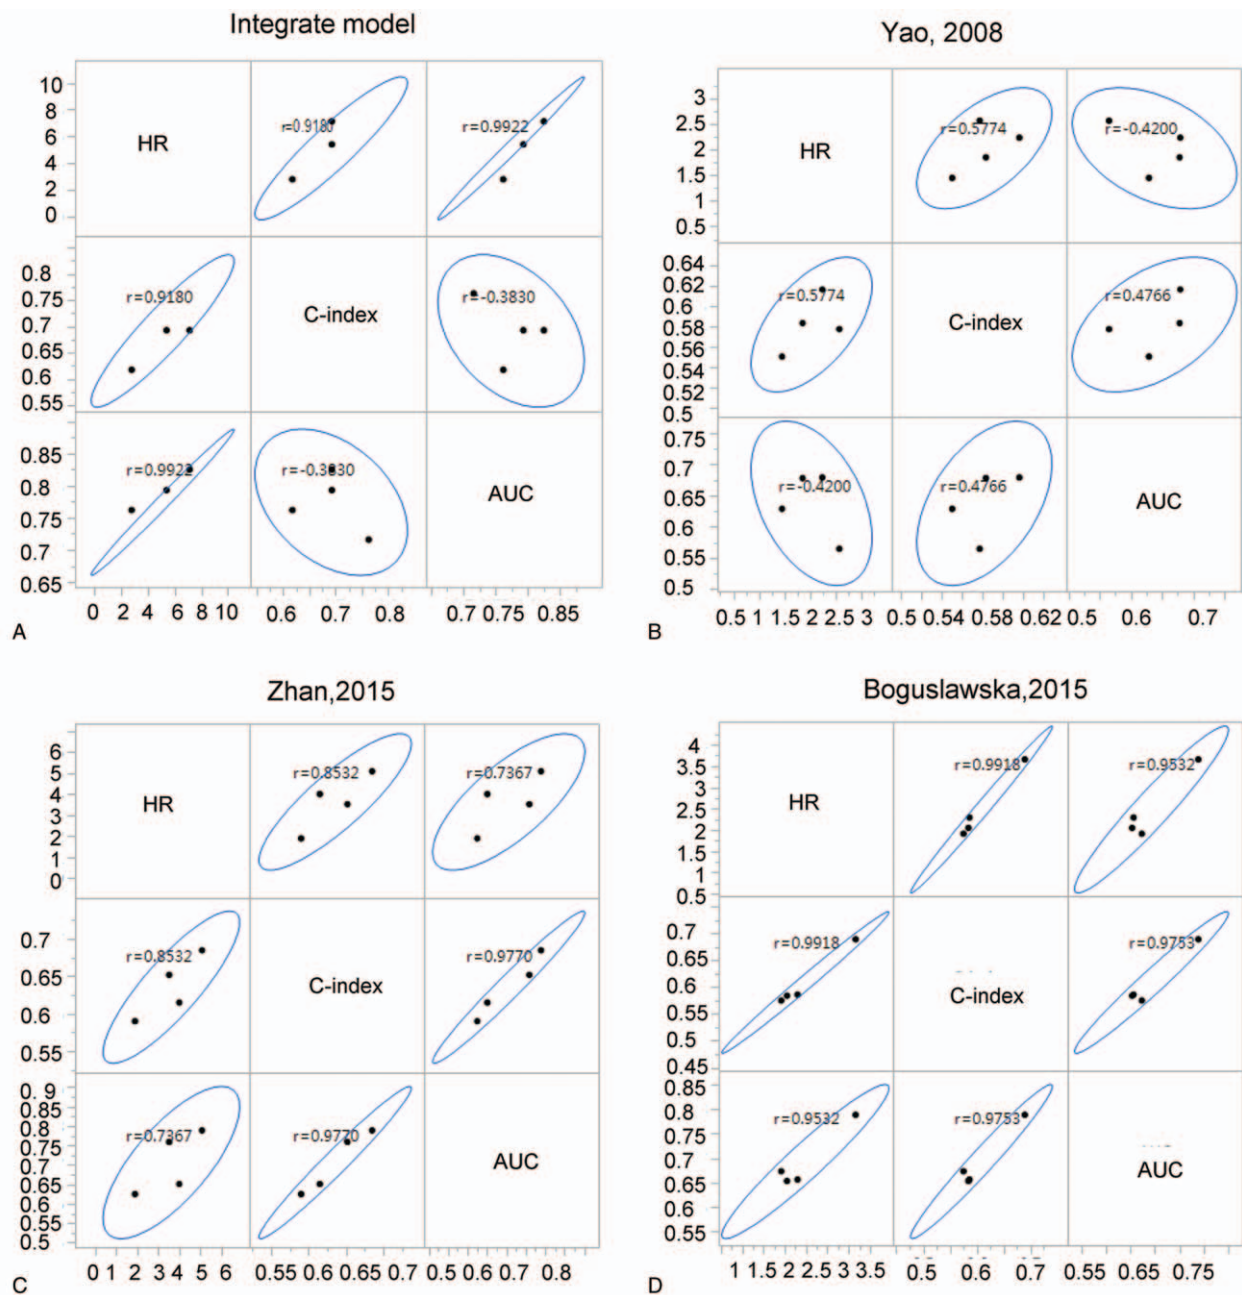 Integrate model
10
8
6
4
2
0
HR
r=0.9180
r=0.9922
0.8
0.75
0.7
0.65
0.6
0.55
r=0.9180
C-index
r=-0.3830
0.85
0.8
0.75
0.7
0.65
r=0.9922
r=-0.3830
AUC
0 2 4 6 8 10 0.6 0.7 0.8 0.7 0.75 0.85
A
Yao, 2008
3
2.5
2
1.5
1
0.5
HR
r=0.5774
r=-0.4200
0.64
0.62
0.6
0.58
0.56
0.54
0.52
0.5
r=0.5774
C-index
r=0.4766
0.75
0.7
0.65
0.6
0.55
0.5
r=-0.4200
r=0.4766
AUC
0.5 1 1.5 2 2.5 3 0.5 0.54 0.58 0.62 0.5 0.6 0.7
B
Zhan,2015
6
5
4
3
2
1
0
HR
r=0.8532
r=0.7367
0.7
0.65
0.6
0.55
r=0.8532
C-index
r=0.9770
0.9
0.85
0.8
0.75
0.7
0.65
0.6
0.55
0.5
r=0.7367
r=0.9770
AUC
0 1 2 3 4 5 6 0.55 0.6 0.65 0.7 0.6 0.7 0.8
C
Boguslawska,2015
4
3.5
3
2.5
2
1.5
1
0.5
HR
r=0.9918
r=0.9532
0.7
0.65
0.6
0.55
0.5
0.45
r=0.9918
C-index
r=0.9753
0.85
0.8
0.75
0.7
0.65
0.6
0.55
r=0.9532
r=0.9753
AUC
1 1.5 2 2.5 3 3.5 0.6 0.7 0.55 0.65 0.75
D